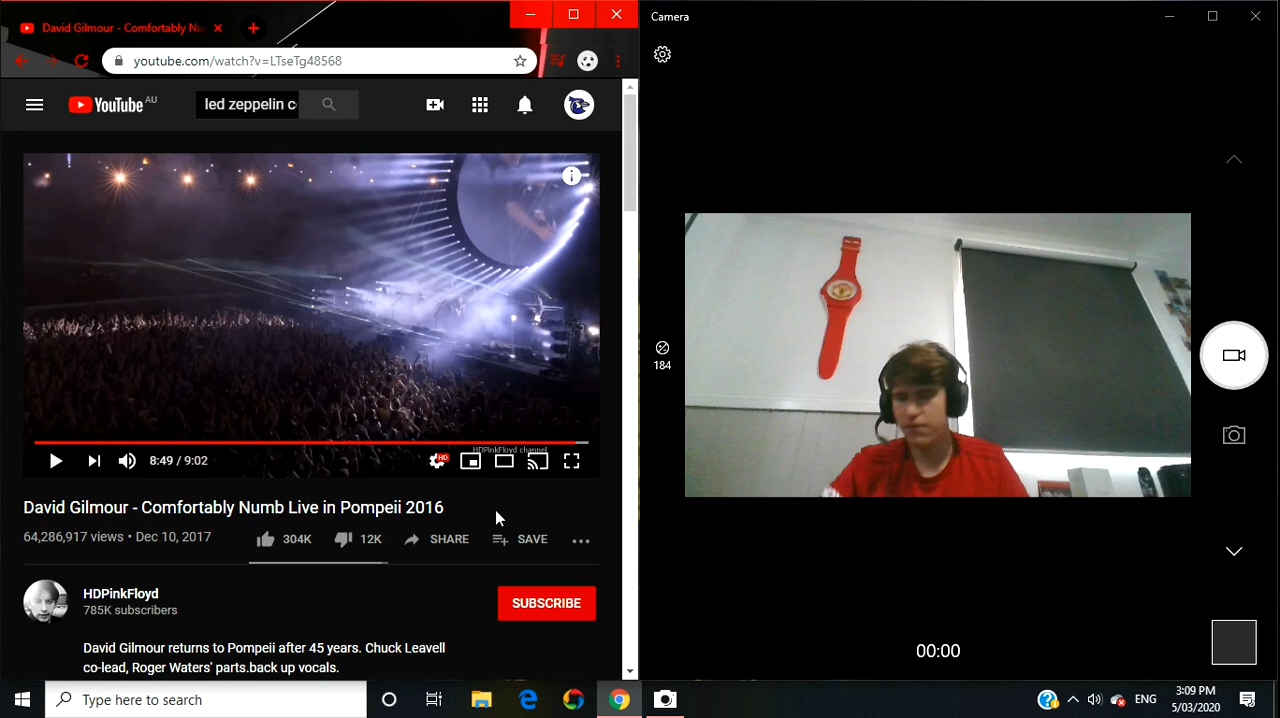 David Gilmour - Comfortably Nu
youtube.com/watch?v=LTseTg48568
YouTube AU
led zeppelin c
HDPinkFloyd channel
8:49 / 9:02
HD
David Gilmour - Comfortably Numb Live in Pompeii 2016
64,286,917 views • Dec 10, 2017
304K
12K
SHARE
SAVE
HDPinkFloyd
785K subscribers
SUBSCRIBE
David Gilmour returns to Pompeii after 45 years. Chuck Leavell
co-lead, Roger Waters' parts.back up vocals.
Camera
184
00:00
Type here to search
ENG
3:09 PM
5/03/2020